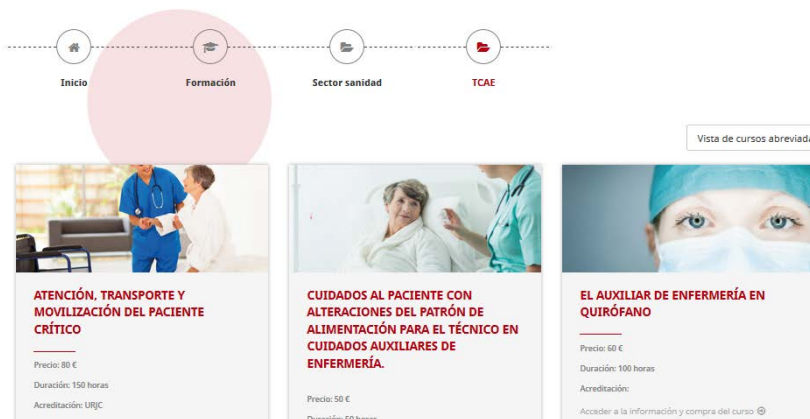 Inicio
Formación
Sector sanidad
TCAE
Vista de cursos abreviada
ATENCIÓN, TRANSPORTE Y
MOVILIZACIÓN DEL PACIENTE
CRÍTICO
Precio: 80 €
Duración: 150 horas
Acreditación: URJC
CUIDADOS AL PACIENTE CON
ALTERACIONES DEL PATRÓN DE
ALIMENTACIÓN PARA EL TÉCNICO EN
CUIDADOS AUXILIARES DE
ENFERMERÍA.
Precio: 50 €
Duración: 50 horas
EL AUXILIAR DE ENFERMERÍA EN
QUIRÓFANO
Precio: 60 €
Duración: 100 horas
Acreditación:
Acceder a la información y compra del curso